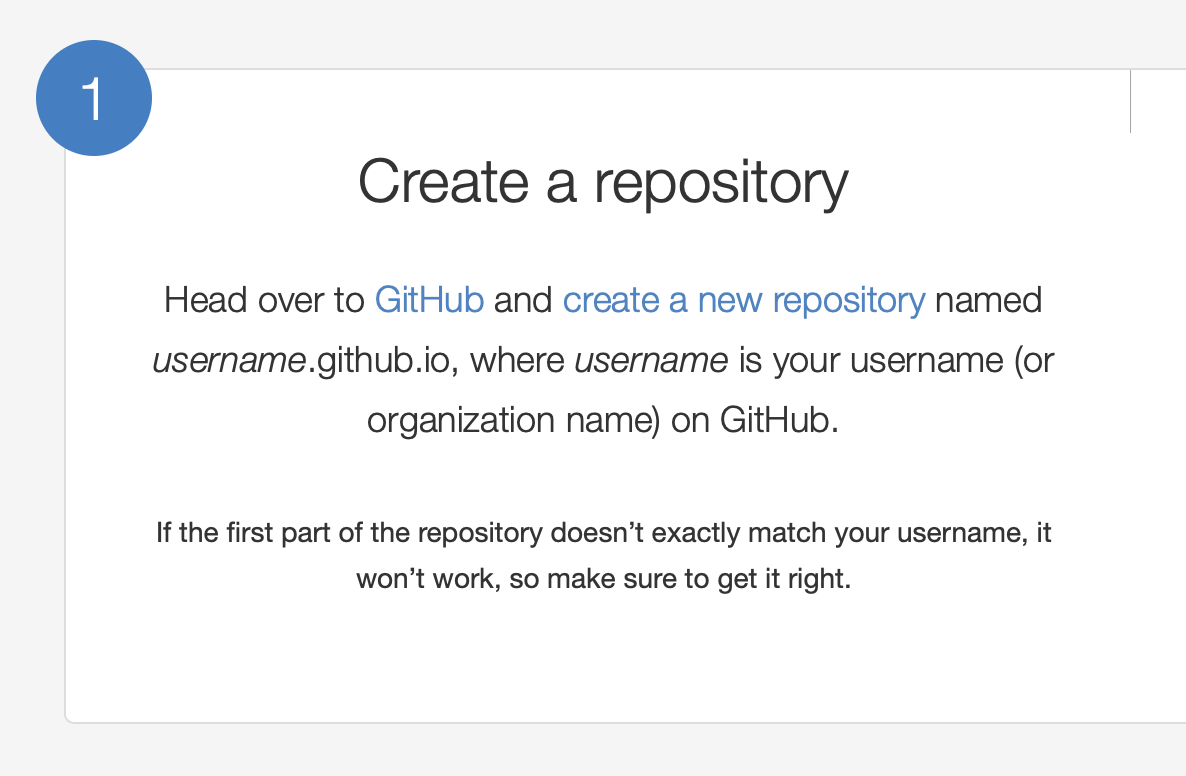 1
Create a repository
Head over to GitHub and create a new repository named
username.github.io, where username is your username (or
organization name) on GitHub.
If the first part of the repository doesn’t exactly match your username, it
won’t work, so make sure to get it right.